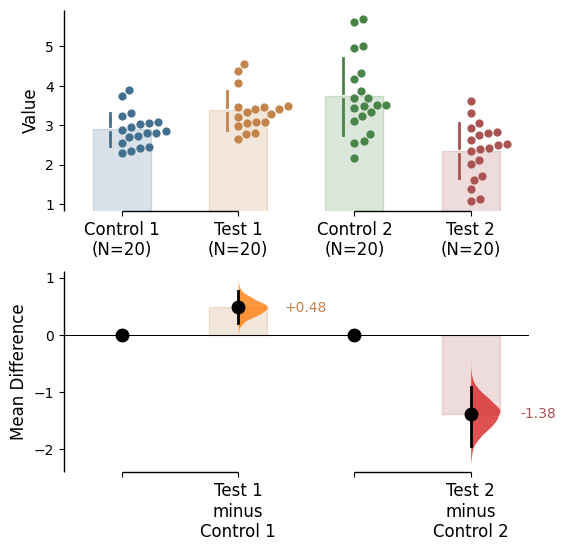 Value
5
4
3
2
1
Control 1
(N=20)
Test 1
(N=20)
Control 2
(N=20)
Test 2
(N=20)
Mean Difference
1
0
−1
−2
+0.48
-1.38
Test 1
minus
Control 1
Test 2
minus
Control 2